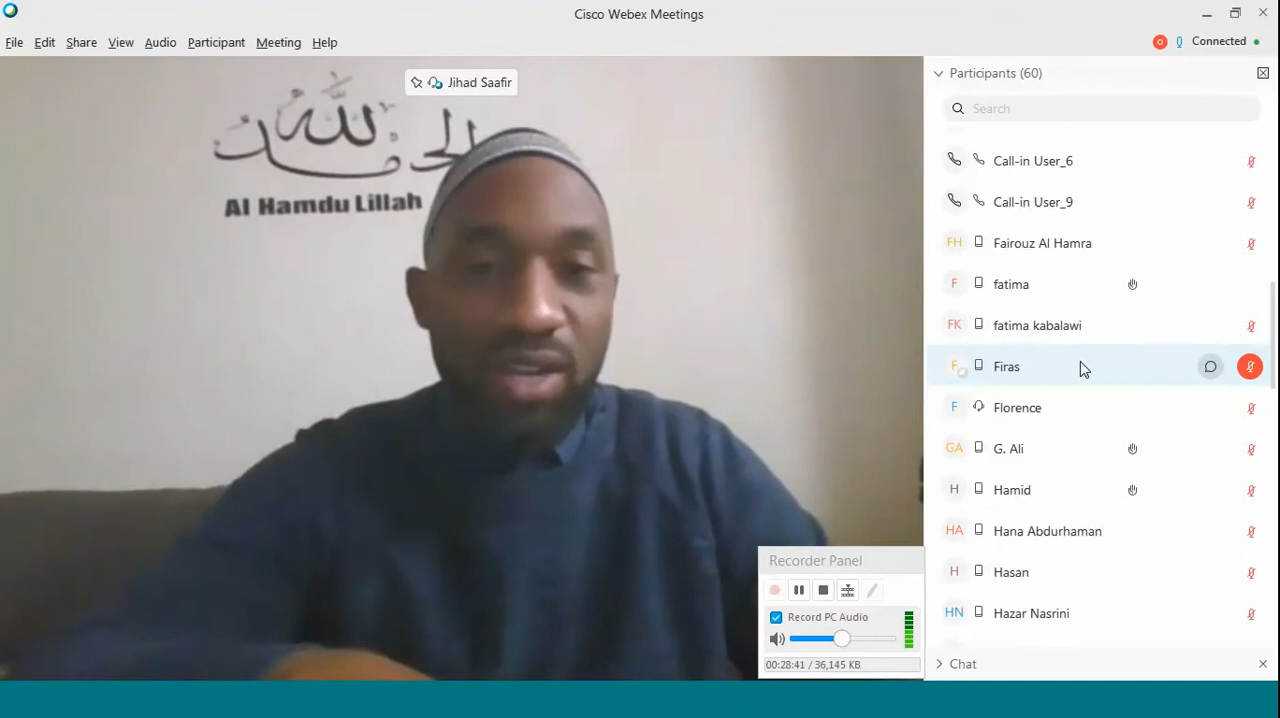 Cisco Webex Meetings
File Edit Share View Audio Participant Meeting Help
Connected
Jihad Saafir
الحمد لله
Al Hamdu Lillah
Participants (60)
Search
Call-in User_6
Call-in User_9
FH Fairouz Al Hamra
F fatima
FK fatima kabalawi
F Firas
F Florence
GA G. Ali
H Hamid
HA Hana Abdurhaman
H Hasan
HN Hazar Nasrini
Recorder Panel
Record PC Audio
00:28:41 / 36,145 KB
Chat